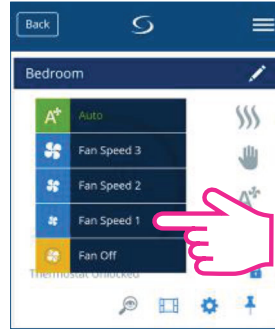 Back
Bedroom
Auto
Fan Speed 3
Fan Speed 2
Fan Speed 1
Fan Off
Thermostat Unlocked